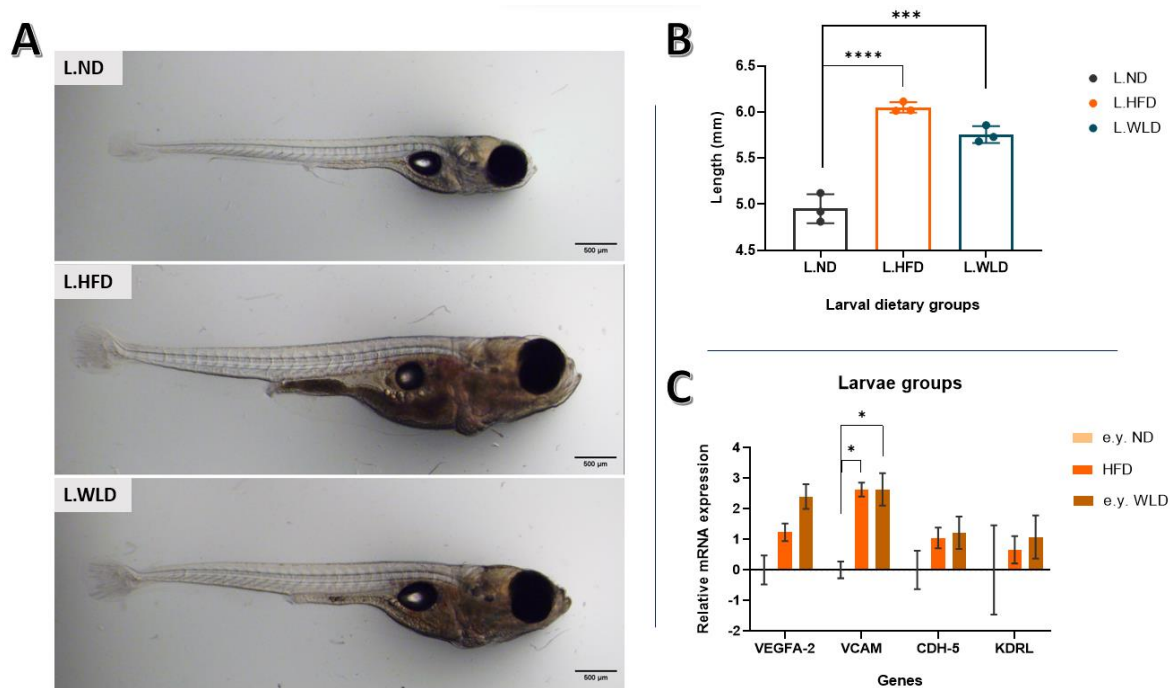 A
L.ND
500 µm
L.HFD
500 µm
L.WLD
500 µm
B
***
****
6.5
6.0
5.5
5.0
4.5
Length (mm)
L.ND
L.HFD
L.WLD
Larval dietary groups
L.ND
L.HFD
L.WLD
C
Larvae groups
*
*
4
3
2
1
0
-1
-2
Relative mRNA expression
VEGFA-2
VCAM
CDH-5
KDRL
Genes
e.y. ND
HFD
e.y. WLD